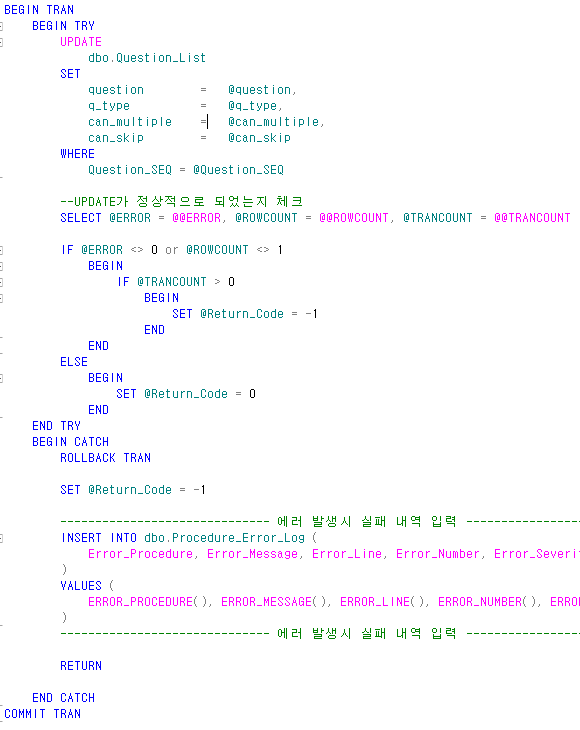 BEGIN TRAN
BEGIN TRY
UPDATE
dbo.Question_List
SET
question = @question,
q_type = @q_type,
can_multiple = @can_multiple,
can_skip = @can_skip
WHERE
Question_SEQ = @Question_SEQ
--UPDATE가 정상적으로 되었는지 체크
SELECT @ERROR = @@ERROR, @ROWCOUNT = @@ROWCOUNT, @TRANCOUNT = @@TRANCOUNT
IF @ERROR <> 0 or @ROWCOUNT <> 1
BEGIN
IF @TRANCOUNT > 0
BEGIN
SET @Return_Code = -1
END
END
ELSE
BEGIN
SET @Return_Code = 0
END
END TRY
BEGIN CATCH
ROLLBACK TRAN
SET @Return_Code = -1
------------------------------ 에러 발생시 실패 내역 입력 -----------------
INSERT INTO dbo.Procedure_Error_Log (
Error_Procedure, Error_Message, Error_Line, Error_Number, Error_Severi
)
VALUES (
ERROR_PROCEDURE(), ERROR_MESSAGE(), ERROR_LINE(), ERROR_NUMBER(), ERRO
)
------------------------------ 에러 발생시 실패 내역 입력 -----------------
RETURN
END CATCH
COMMIT TRAN